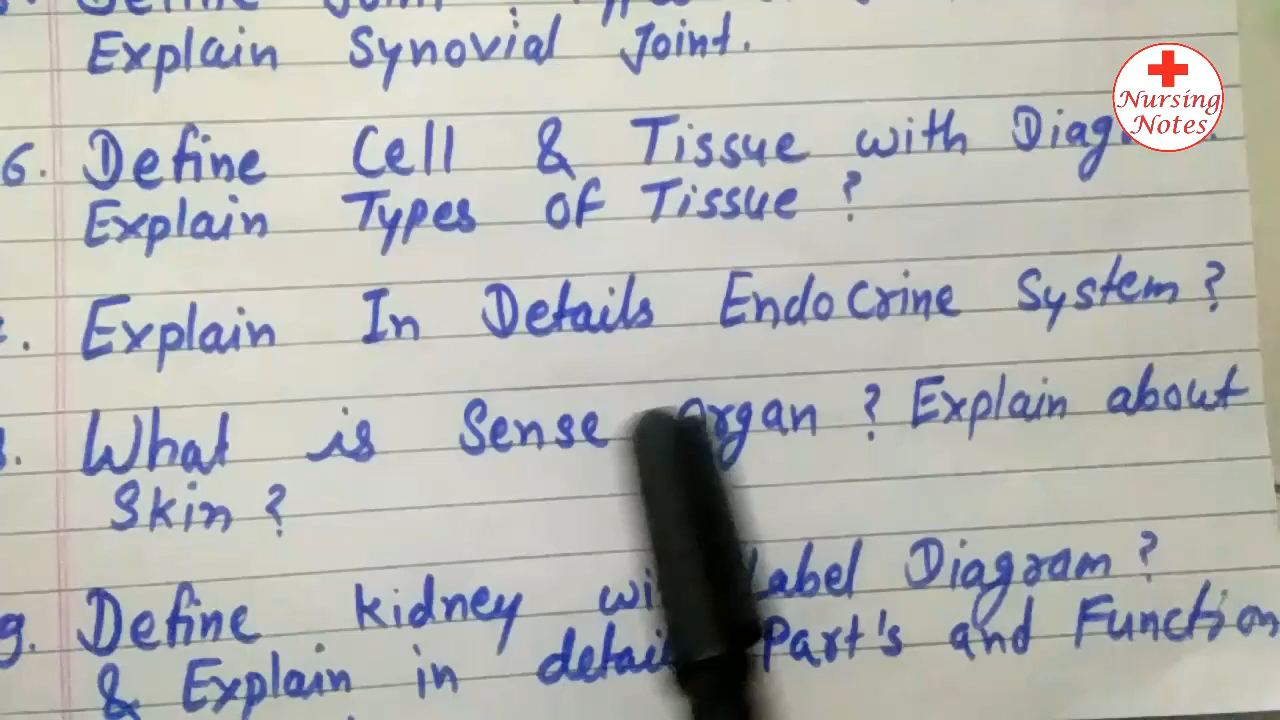 Explain Synovial Joint.
Nursing
Notes
6. Define Cell & Tissue with
Explain Types of Tissue ?
Explain In Details Endocrine System ?
What is Sense organ ? Explain about
Skin ?
9. Define kidney label Diagram ?
& Explain in Part's and Function